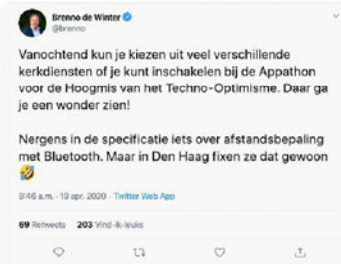 Brenno de Winter
@brenno
Vanochtend kun je kiezen uit veel verschillende
kerkdiensten of je kunt inschakelen bij de Appathon
voor de Hoogmis van het Techno-Optimisme. Daar ga
je een wonder zien!
Nergens in de specificatie iets over afstandsbepaling
met Bluetooth. Maar in Den Haag fixen ze dat gewoon
🤣
9:46 a.m. · 19 apr. 2020 · Twitter Web App
69 Retweets 203 Vind-ik-leuks